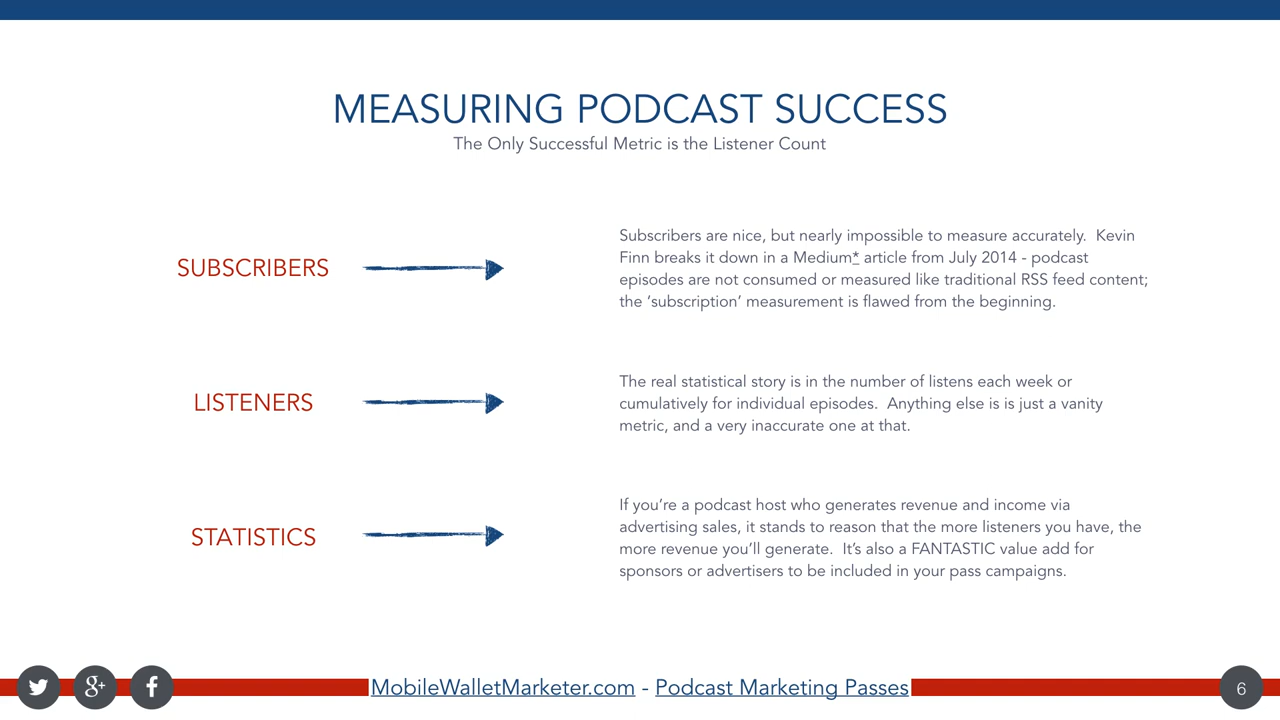 MEASURING PODCAST SUCCESS
The Only Successful Metric is the Listener Count
SUBSCRIBERS
Subscribers are nice, but nearly impossible to measure accurately.  Kevin
Finn breaks it down in a Medium* article from July 2014 - podcast
episodes are not consumed or measured like traditional RSS feed content;
the ‘subscription’ measurement is flawed from the beginning.
LISTENERS
The real statistical story is in the number of listens each week or
cumulatively for individual episodes.  Anything else is is just a vanity
metric, and a very inaccurate one at that.
STATISTICS
If you’re a podcast host who generates revenue and income via
advertising sales, it stands to reason that the more listeners you have, the
more revenue you’ll generate.  It’s also a FANTASTIC value add for
sponsors or advertisers to be included in your pass campaigns.
MobileWalletMarketer.com - Podcast Marketing Passes
6